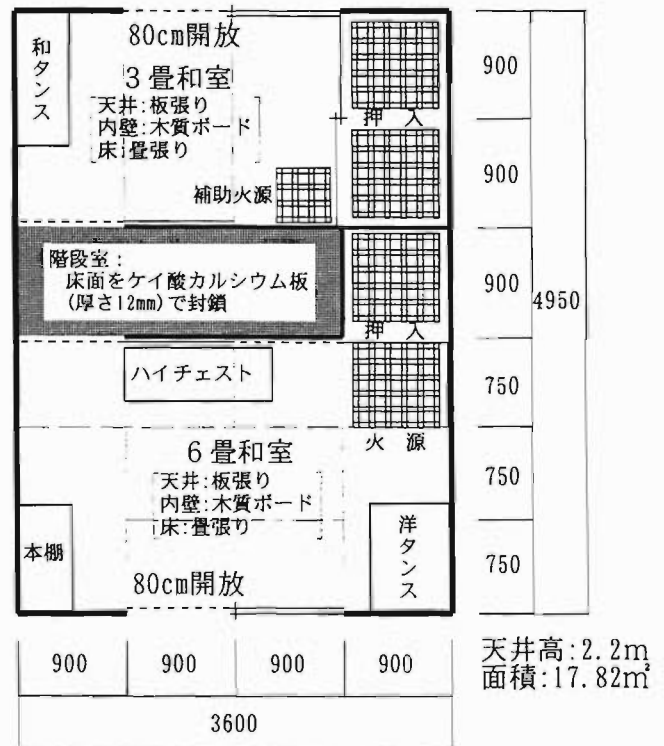 80cm開放
和タンス
3畳和室
天井:板張り
内壁:木質ボード
床:畳張り
押 入
補助火源
階段室:
床面をケイ酸カルシウム板
(厚さ12mm)で封鎖
押 入
ハイチェスト
火 源
6畳和室
天井:板張り
内壁:木質ボード
床:畳張り
本棚
洋タンス
80cm開放
900
900
900
4950
750
750
750
900
900
900
900
3600
天井高:2.2m
面積:17.82㎡